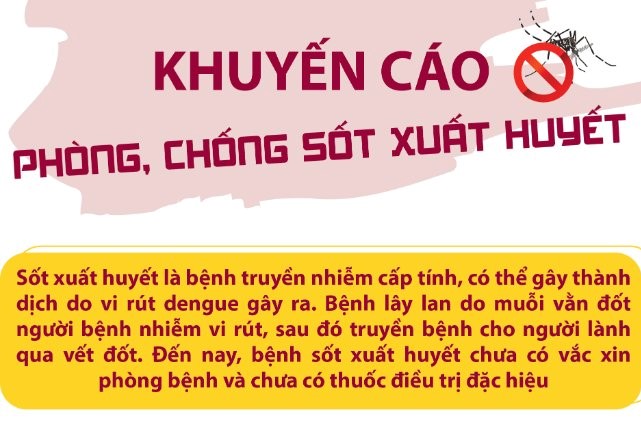 KHUYẾN CÁO
PHÒNG, CHỐNG SỐT XUẤT HUYẾT
Sốt xuất huyết là bệnh truyền nhiễm cấp tính, có thể gây thành
dịch do vi rút dengue gây ra. Bệnh lây lan do muỗi vằn đốt
người bệnh nhiễm vi rút, sau đó truyền bệnh cho người lành
qua vết đốt. Đến nay, bệnh sốt xuất huyết chưa có vắc xin
phòng bệnh và chưa có thuốc điều trị đặc hiệu